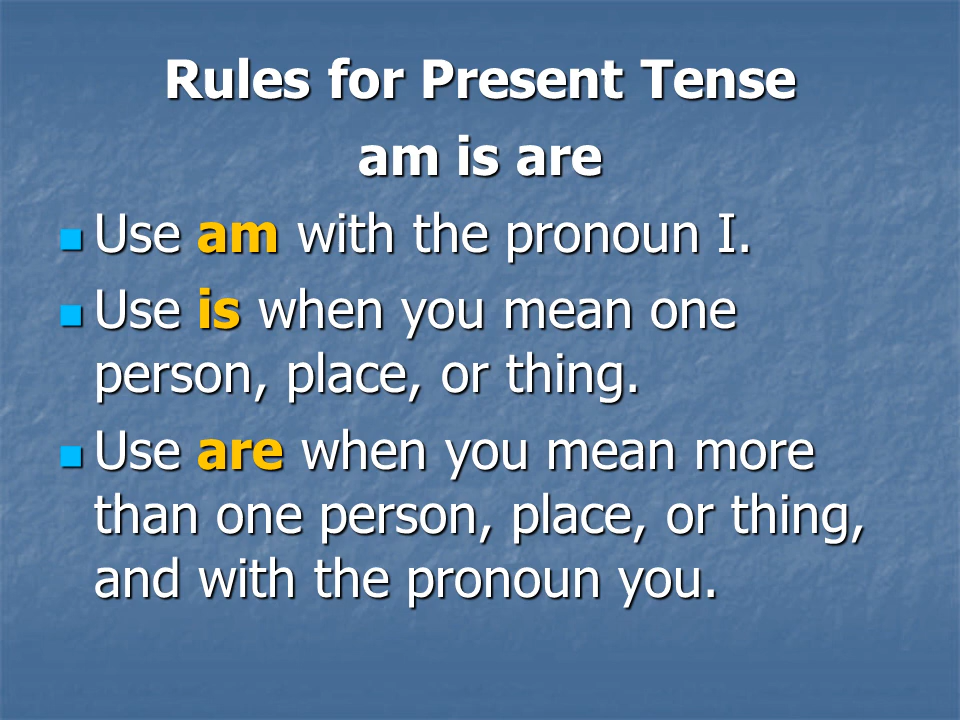 Rules for Present Tense
am is are
Use am with the pronoun I.
Use is when you mean one
person, place, or thing.
Use are when you mean more
than one person, place, or thing,
and with the pronoun you.